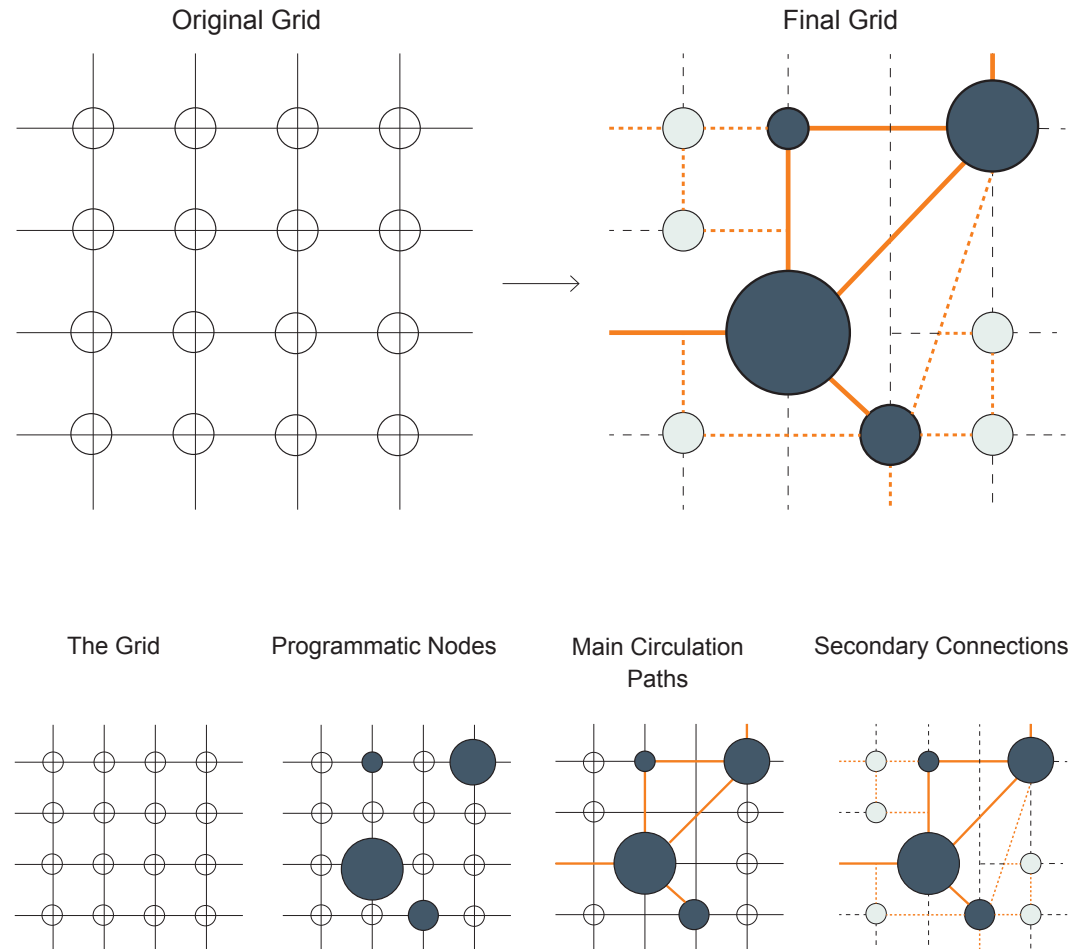 Original Grid
Final Grid
The Grid
Programmatic Nodes
Main Circulation
Paths
Secondary Connections